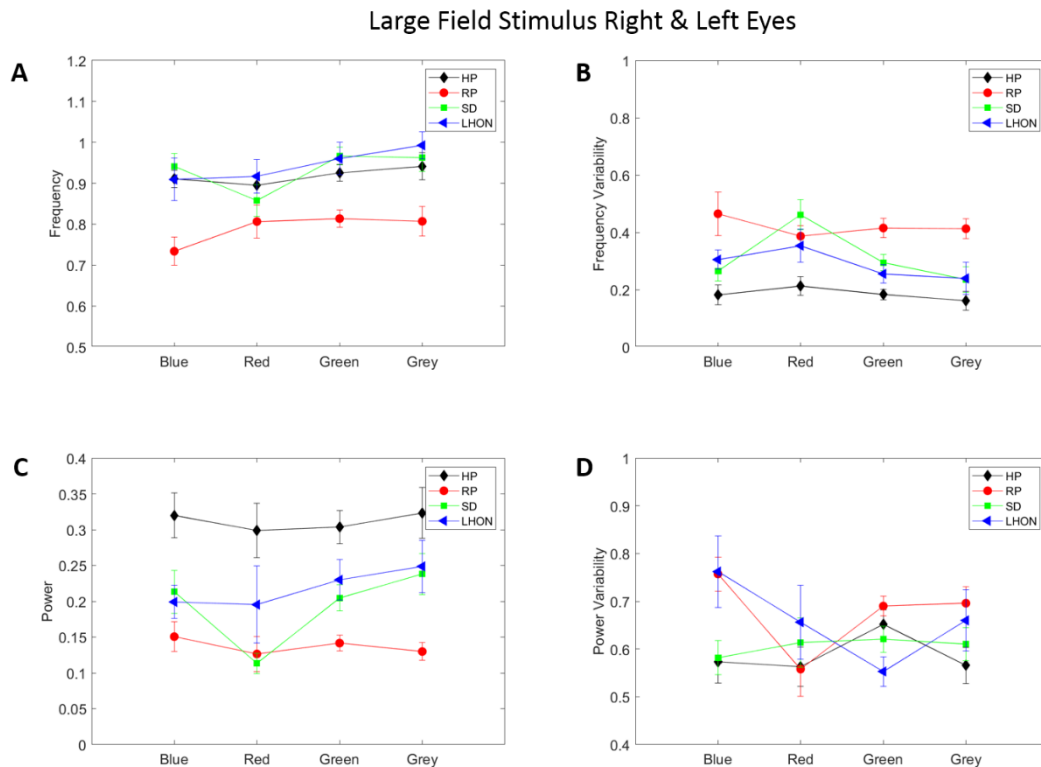 Large Field Stimulus Right & Left Eyes
A
Frequency
1.2
1.1
1
0.9
0.8
0.7
0.6
0.5
Blue Red Green Grey
HP
RP
SD
LHON
B
Frequency Variability
1
0.8
0.6
0.4
0.2
0
Blue Red Green Grey
HP
RP
SD
LHON
C
Power
0.4
0.35
0.3
0.25
0.2
0.15
0.1
0.05
0
Blue Red Green Grey
HP
RP
SD
LHON
D
Power Variability
1
0.9
0.8
0.7
0.6
0.5
0.4
Blue Red Green Grey
HP
RP
SD
LHON